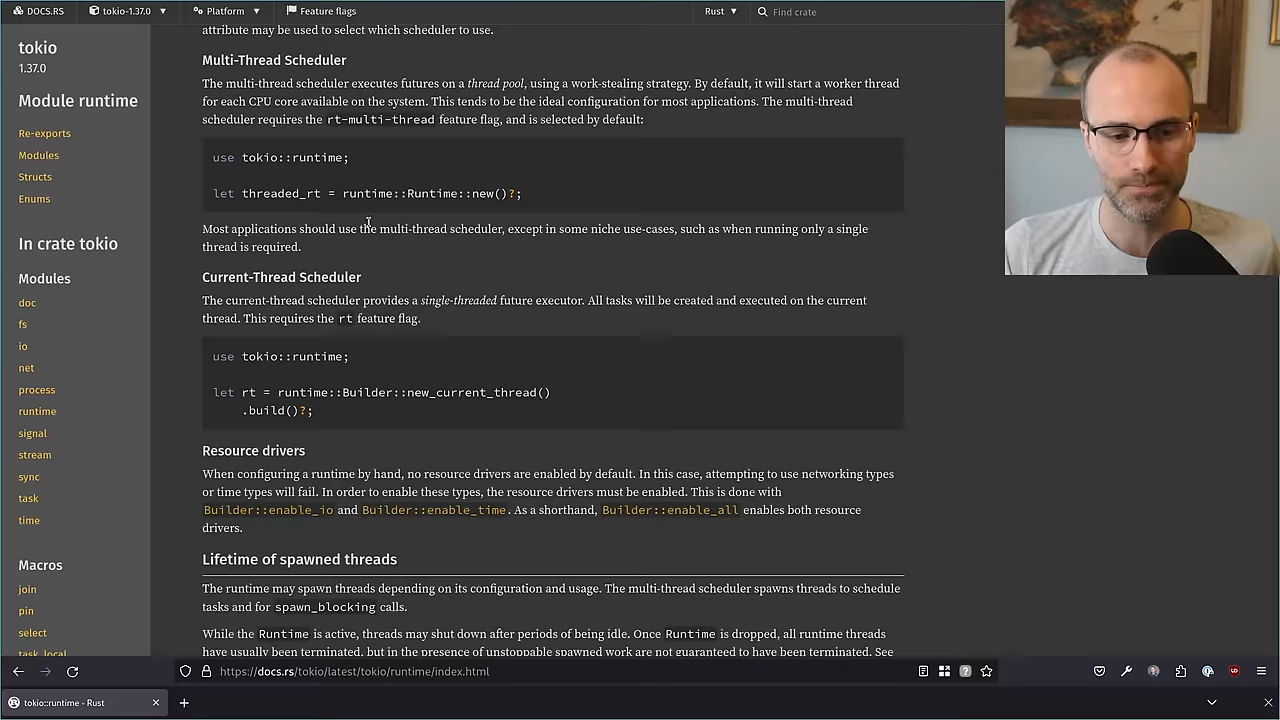 DOCS.RS
tokio-1.37.0
Platform
Feature flags
Rust
Find crate
tokio
1.37.0
Module runtime
Re-exports
Modules
Structs
Enums
In crate tokio
Modules
doc
fs
io
net
process
runtime
signal
stream
sync
task
time
Macros
join
pin
select
task_local
attribute may be used to select which scheduler to use.
Multi-Thread Scheduler
The multi-thread scheduler executes futures on a thread pool, using a work-stealing strategy. By default, it will start a worker thread
for each CPU core available on the system. This tends to be the ideal configuration for most applications. The multi-thread
scheduler requires the rt-multi-thread feature flag, and is selected by default:
use tokio::runtime;
let threaded_rt = runtime::Runtime::new()?;
Most applications should use the multi-thread scheduler, except in some niche use-cases, such as when running only a single
thread is required.
Current-Thread Scheduler
The current-thread scheduler provides a single-threaded future executor. All tasks will be created and executed on the current
thread. This requires the rt feature flag.
use tokio::runtime;
let rt = runtime::Builder::new_current_thread()
.build()?;
Resource drivers
When configuring a runtime by hand, no resource drivers are enabled by default. In this case, attempting to use networking types
or time types will fail. In order to enable these types, the resource drivers must be enabled. This is done with
Builder::enable_io and Builder::enable_time. As a shorthand, Builder::enable_all enables both resource
drivers.
Lifetime of spawned threads
The runtime may spawn threads depending on its configuration and usage. The multi-thread scheduler spawns threads to schedule
tasks and for spawn_blocking calls.
While the Runtime is active, threads may shut down after periods of being idle. Once Runtime is dropped, all runtime threads
have usually been terminated, but in the presence of unstoppable spawned work are not guaranteed to have been terminated. See
https://docs.rs/tokio/latest/tokio/runtime/index.html
tokio::runtime - Rust